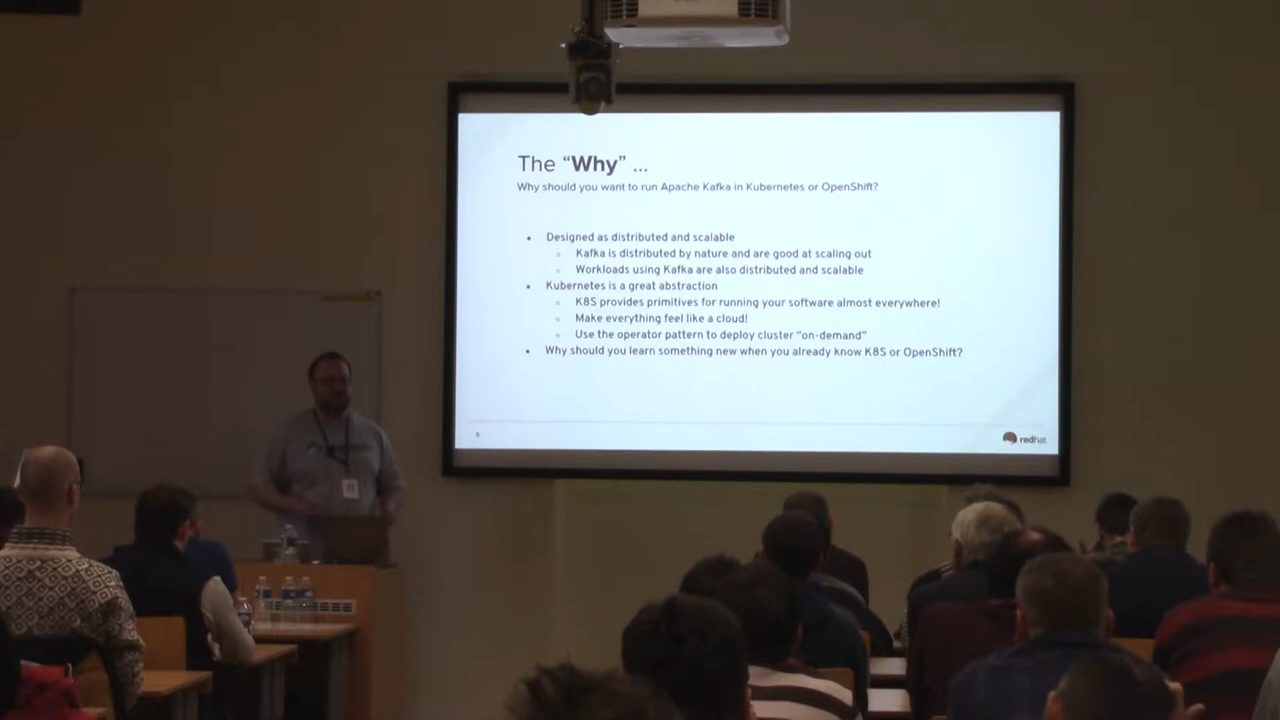 The “Why” ...
Why should you want to run Apache Kafka in Kubernetes or OpenShift?
• Designed as distributed and scalable
○ Kafka is distributed by nature and are good at scaling out
○ Workloads using Kafka are also distributed and scalable
• Kubernetes is a great abstraction
○ K8S provides primitives for running your software almost everywhere!
○ Make everything feel like a cloud!
○ Use the operator pattern to deploy cluster “on-demand”
• Why should you learn something new when you already know K8S or OpenShift?
redhat